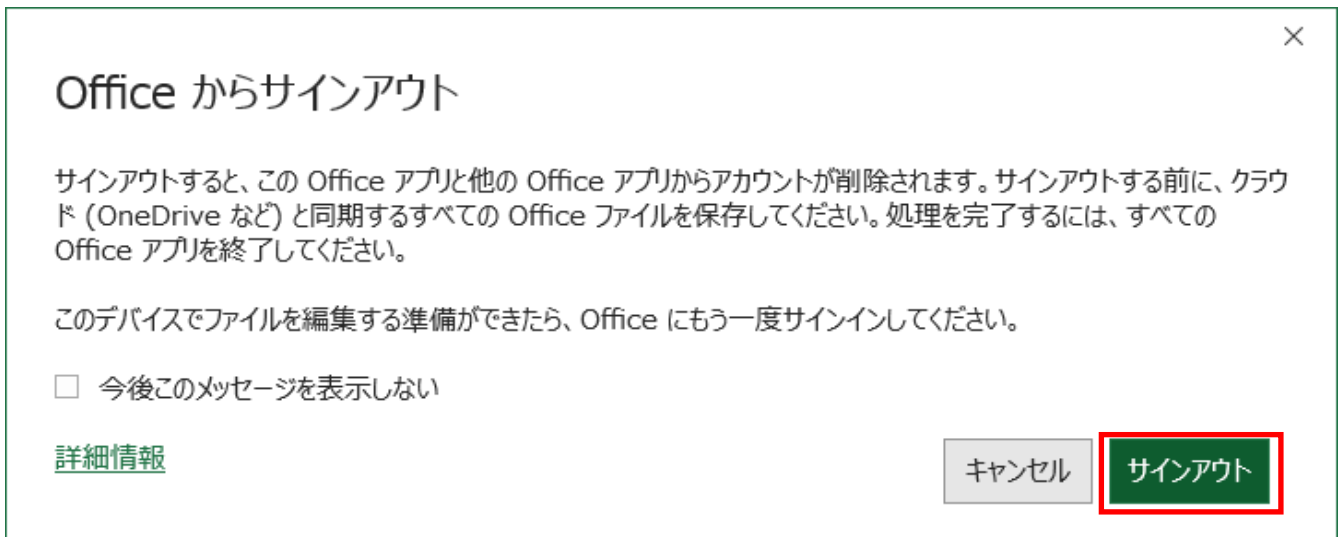 Office からサインアウト
サインアウトすると、この Office アプリと他の Office アプリからアカウントが削除されます。サインアウトする前に、クラウ
ド (OneDrive など) と同期するすべての Office ファイルを保存してください。処理を完了するには、すべての
Office アプリを終了してください。
このデバイスでファイルを編集する準備ができたら、Office にもう一度サインインしてください。
今後このメッセージを表示しない
詳細情報
キャンセル
サインアウト